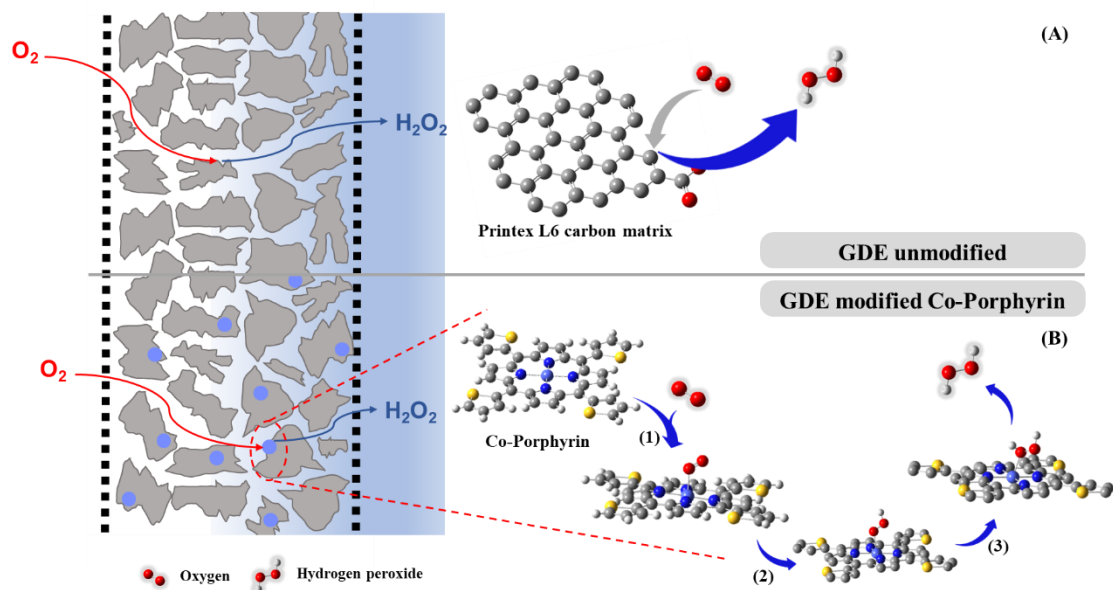 (A)
O₂
H₂O₂
Printex L6 carbon matrix
GDE unmodified
GDE modified Co-Porphyrin
(B)
O₂
H₂O₂
Co-Porphyrin
(1)
(2)
(3)
Oxygen
Hydrogen peroxide